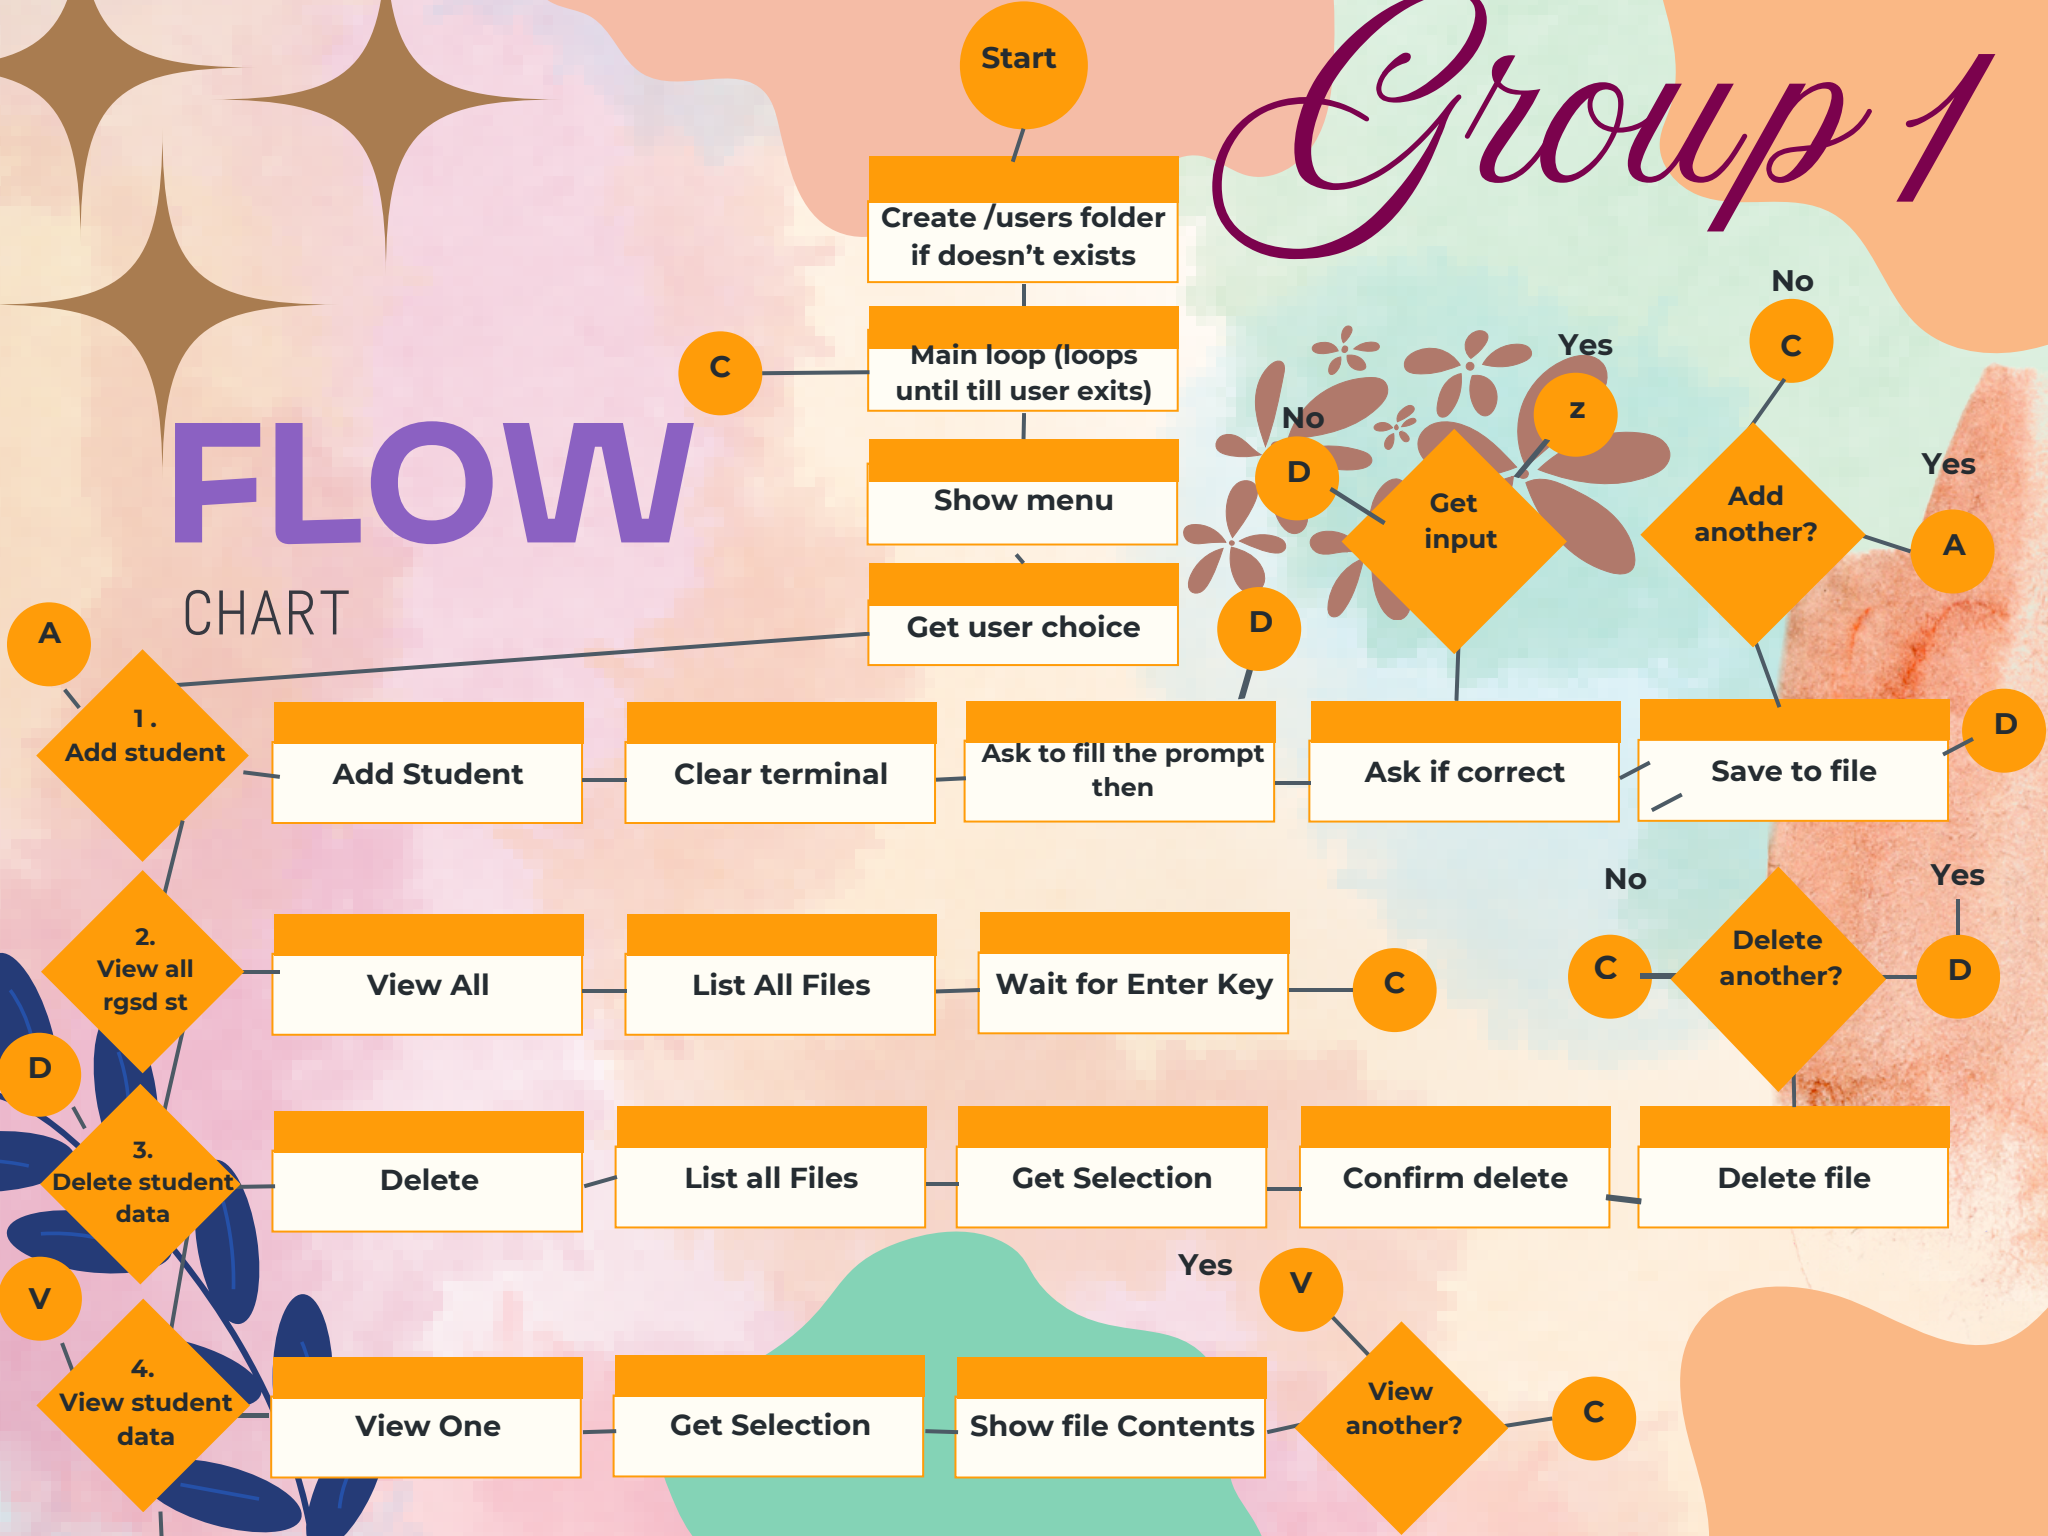 Start
Group 1
Create /users folder
if doesn’t exists
No
C
C
Main loop (loops
until till user exits)
Yes
z
No
D
FLOW
CHART
Show menu
Get
input
Add
another?
Yes
A
Get user choice
D
A
1 .
Add student
Add Student
Clear terminal
Ask to fill the prompt
then
Ask if correct
Save to file
D
2.
View all
rgsd st
View All
List All Files
Wait for Enter Key
C
No
C
Delete
another?
Yes
D
D
3.
Delete student
data
Delete
List all Files
Get Selection
Confirm delete
Delete file
V
4.
View student
data
View One
Get Selection
Show file Contents
Yes
V
View
another?
C